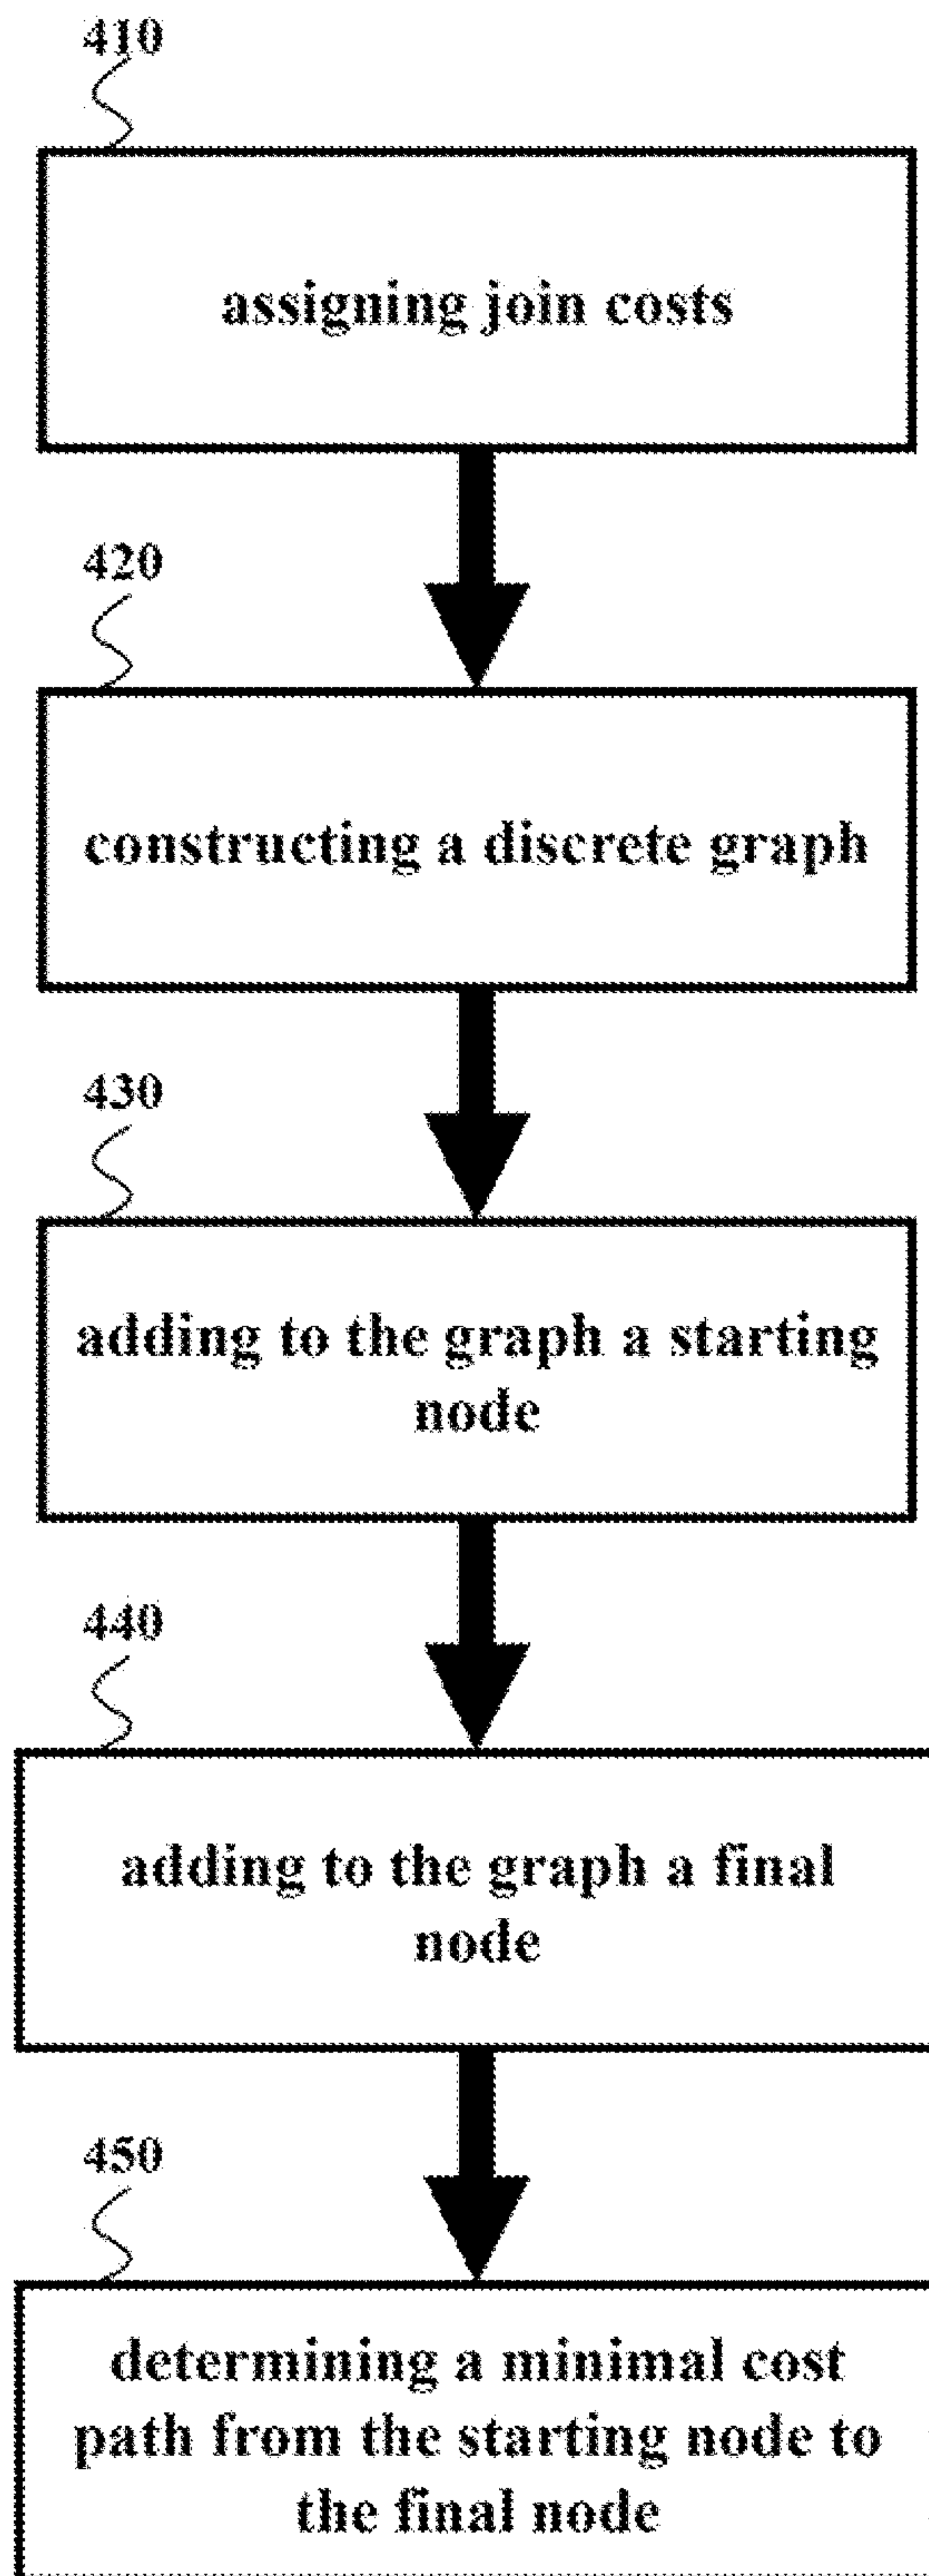 410
assigning join costs
420
constructing a discrete graph
430
adding to the graph a starting
node
440
adding to the graph a final
node
450
determining a minimal cost
path from the starting node to
the final node